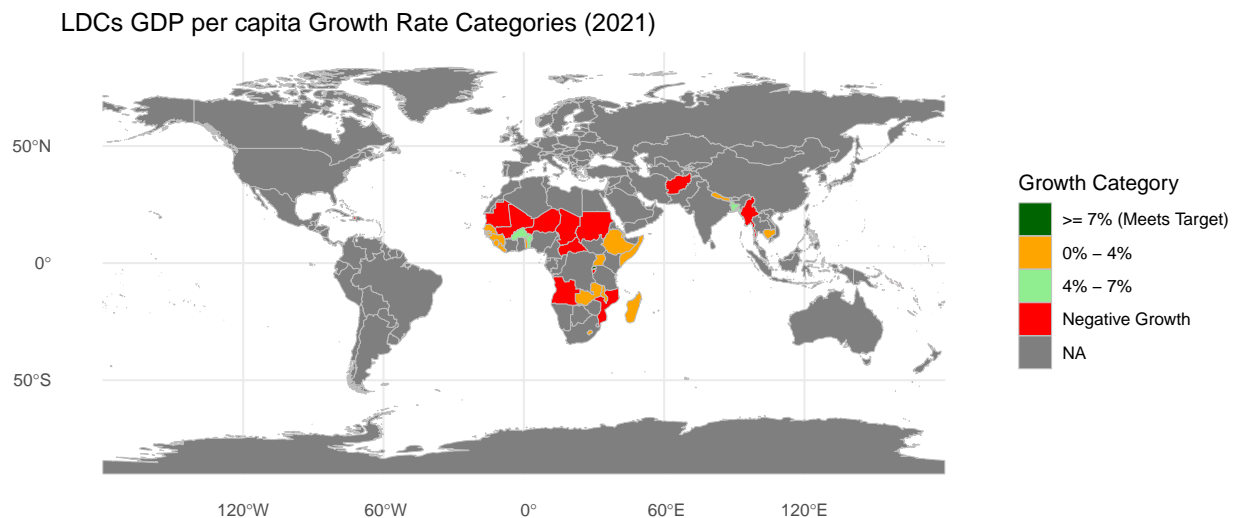 LDCs GDP per capita Growth Rate Categories (2021)
50°N
0°
50°S
120°W 60°W 0° 60°E 120°E
Growth Category
>= 7% (Meets Target)
0% – 4%
4% – 7%
Negative Growth
NA